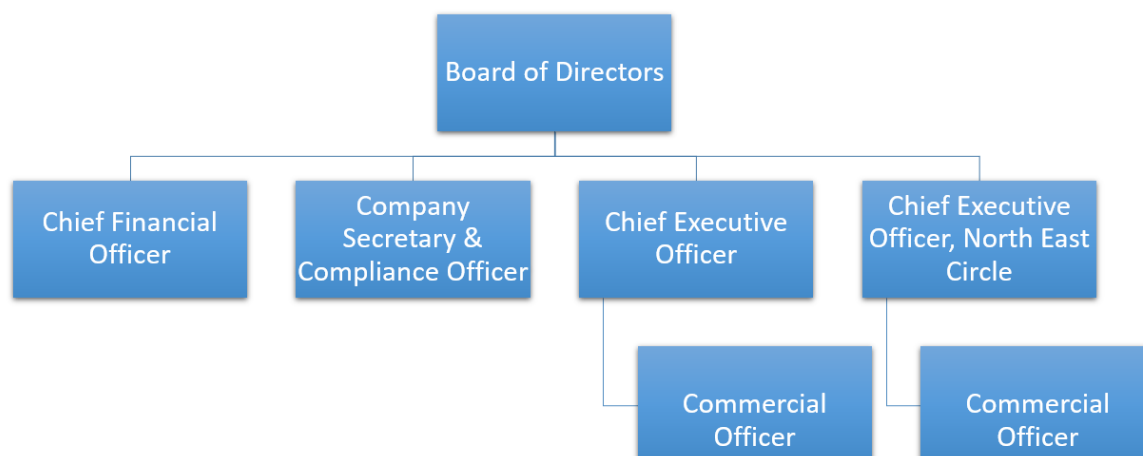 Board of Directors
Chief Financial
Officer
Company
Secretary &
Compliance Officer
Chief Executive
Officer
Chief Executive
Officer, North East
Circle
Commercial
Officer
Commercial
Officer